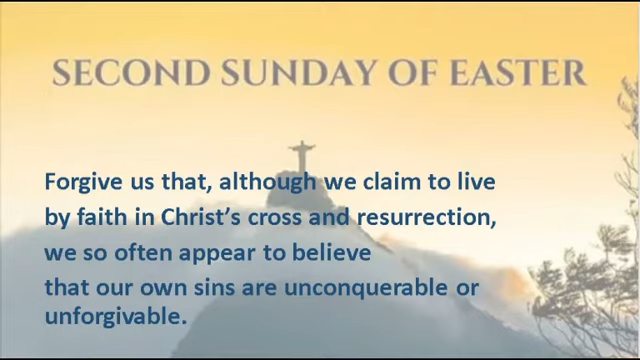 SECOND SUNDAY OF EASTER
Forgive us that, although we claim to live
by faith in Christ's cross and resurrection,
we so often appear to believe
that our own sins are unconquerable or
unforgivable.